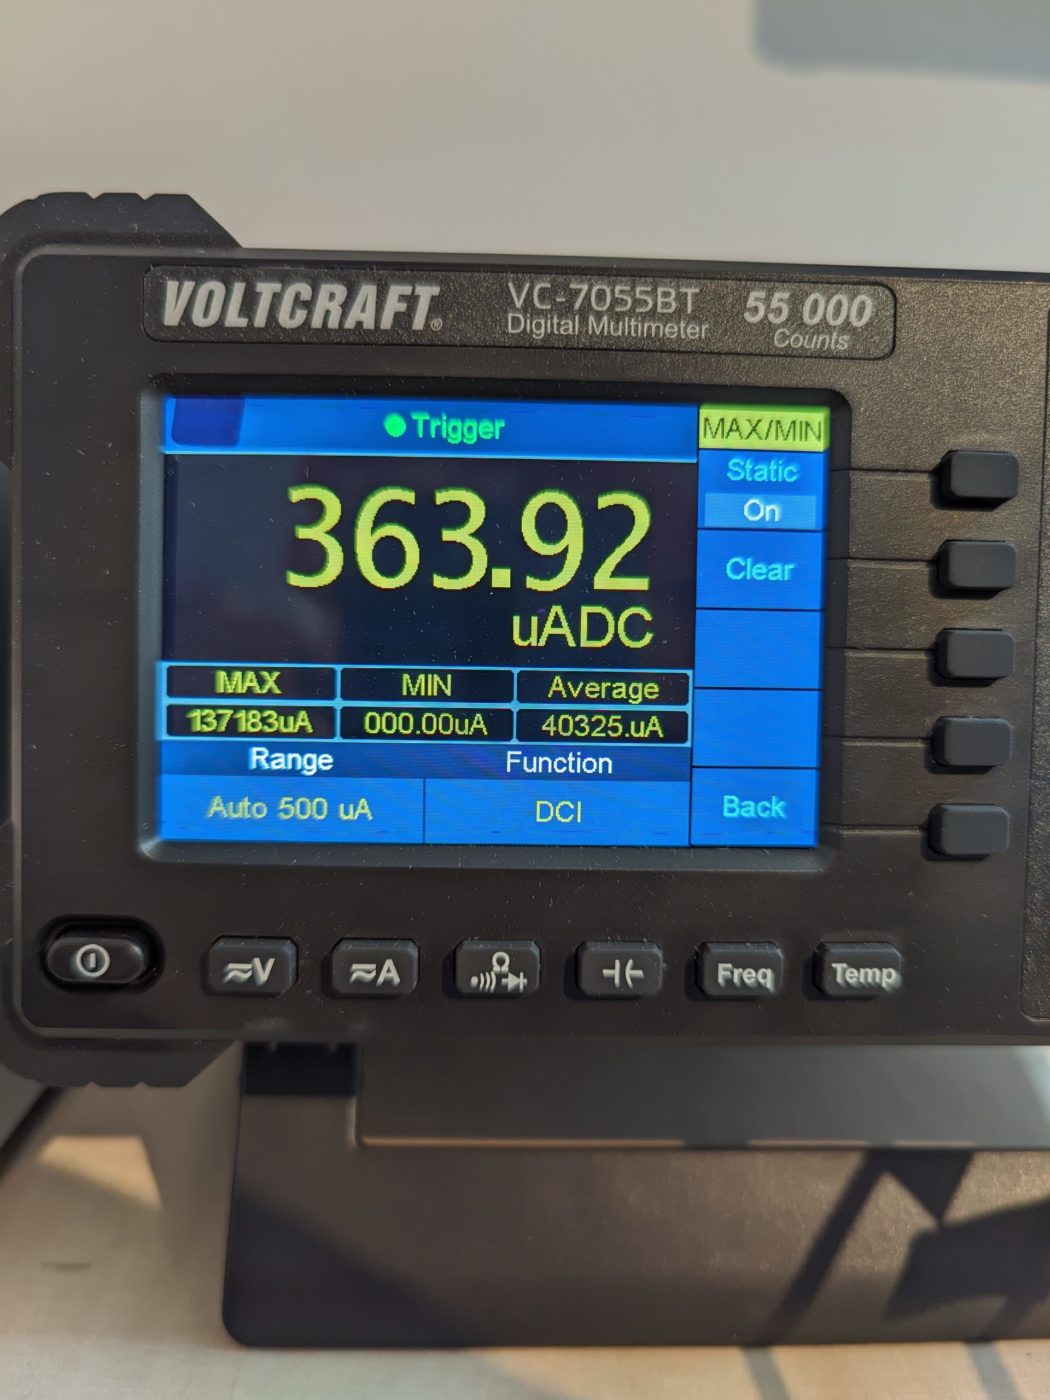 VOLTCRAFT®
VC-7055BT
Digital Multimeter
55 000
Counts
Trigger
MAX/MIN
Static
On
Clear
363.92
uADC
MAX MIN Average
137183uA 000.00uA 40325.uA
Range Function
Auto 500 uA DCI
Back
≂V
≂A
Ω
Freq
Temp